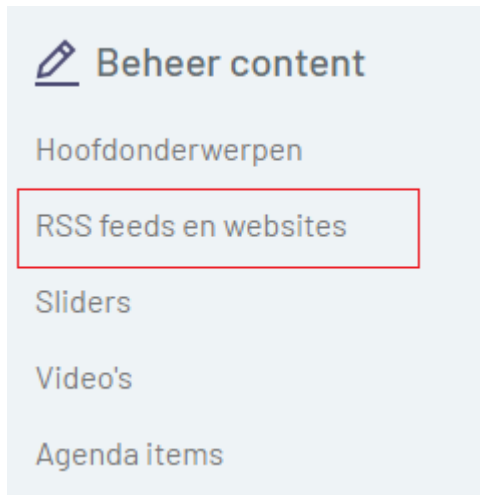 Beheer content
Hoofdonderwerpen
RSS feeds en websites
Sliders
Video's
Agenda items